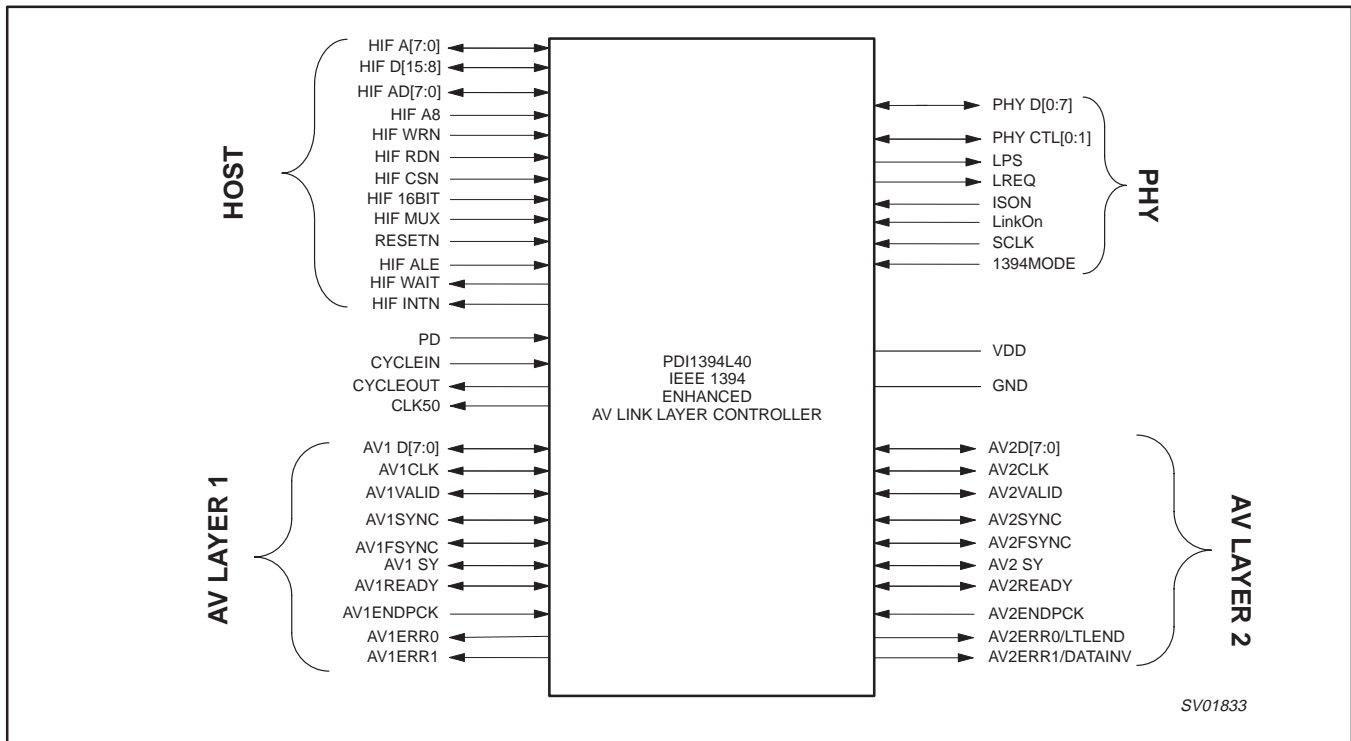 HOST
HIF A[7:0]
HIF D[15:8]
HIF AD[7:0]
HIF A8
HIF WRN
HIF RDN
HIF CSN
HIF 16BIT
HIF MUX
RESETN
HIF ALE
HIF WAIT
HIF INTN
PD
CYCLEIN
CYCLEOUT
CLK50
AV LAYER 1
AV1 D[7:0]
AV1CLK
AV1VALID
AV1SYNC
AV1FSYNC
AV1 SY
AV1READY
AV1ENDPCK
AV1ERR0
AV1ERR1
PDI1394L40
IEEE 1394
ENHANCED
AV LINK LAYER CONTROLLER
PHY D[0:7]
PHY CTL[0:1]
LPS
LREQ
ISON
LinkOn
SCLK
1394MODE
PHY
VDD
GND
AV2D[7:0]
AV2CLK
AV2VALID
AV2SYNC
AV2FSYNC
AV2 SY
AV2READY
AV2ENDPCK
AV2ERR0/LTLEND
AV2ERR1/DATAINV
AV LAYER 2
SV01833